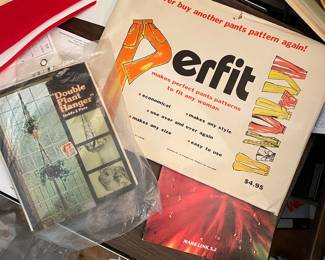 ver buy another pants pattern again!
Perfit
makes perfect pants patterns
to fit any woman
• economical
• makes any style
• use over and over again
• makes any size
• easy to use
$4.95
"Double
Plant
Hanger"